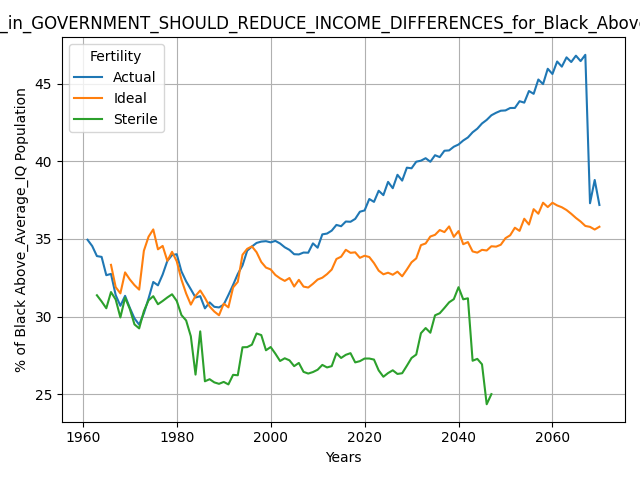 _in_GOVERNMENT_SHOULD_REDUCE_INCOME_DIFFERENCES_for_Black_Above
Fertility
Actual
Ideal
Sterile
% of Black Above_Average_IQ Population
45
40
35
30
25
1960
1980
2000
2020
2040
2060
Years